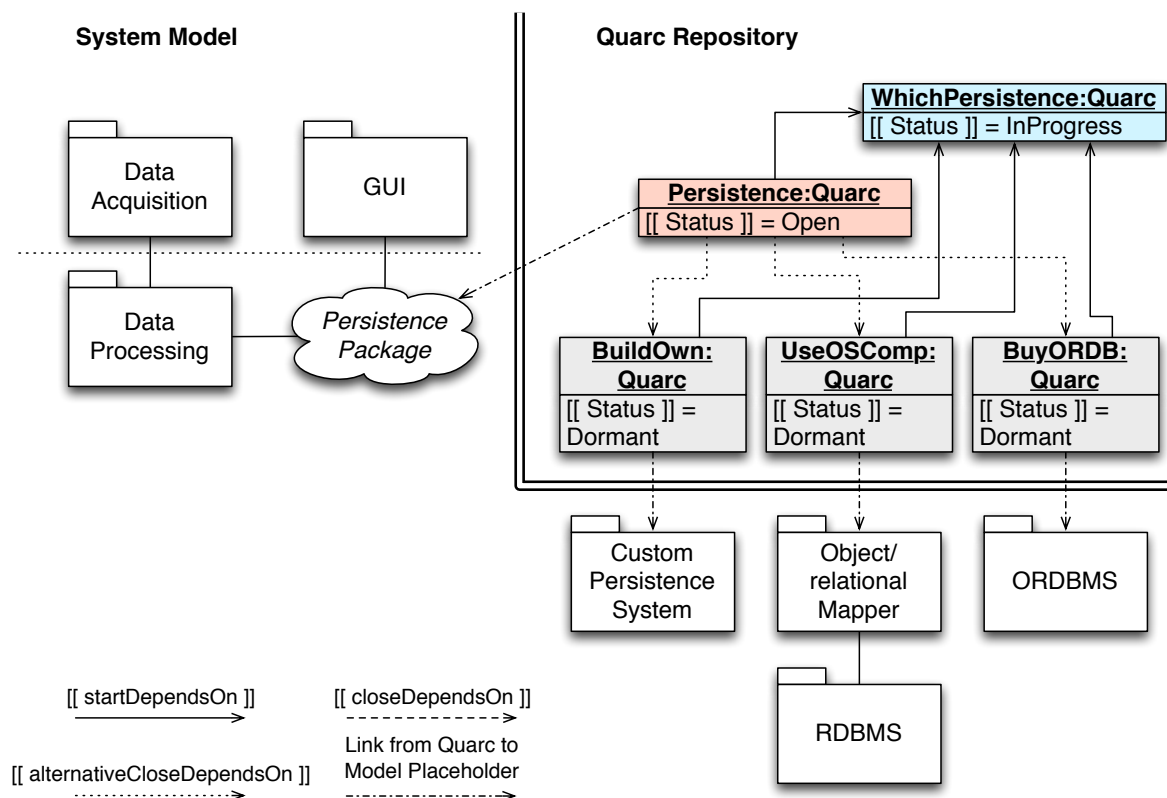 System Model
Quarc Repository
WhichPersistence:Quarc
[[ Status ]] = InProgress
Data
Acquisition
GUI
Persistence:Quarc
[[ Status ]] = Open
Data
Processing
Persistence
Package
BuildOwn:
Quarc
[[ Status ]] =
Dormant
UseOSComp:
Quarc
[[ Status ]] =
Dormant
BuyORDB:
Quarc
[[ Status ]] =
Dormant
Custom
Persistence
System
Object/
relational
Mapper
ORDBMS
RDBMS
[[ startDependsOn ]]
[[ closeDependsOn ]]
[[ alternativeCloseDependsOn ]]
Link from Quarc to
Model Placeholder